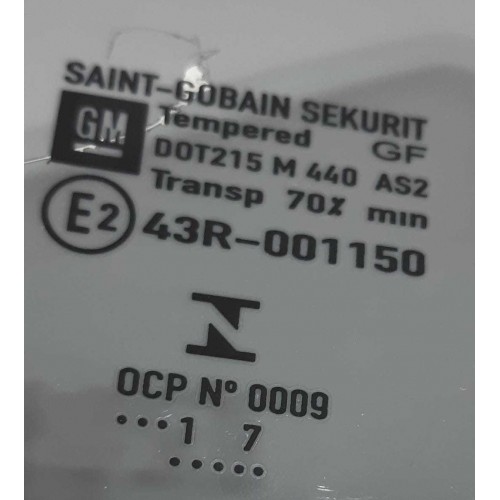 SAINT-GOBAIN SEKURIT
GM Tempered GF
DOT215 M 440 AS2
Transp 70% min
E2 43R-001150
OCP Nº 0009
•••1 7
•••••